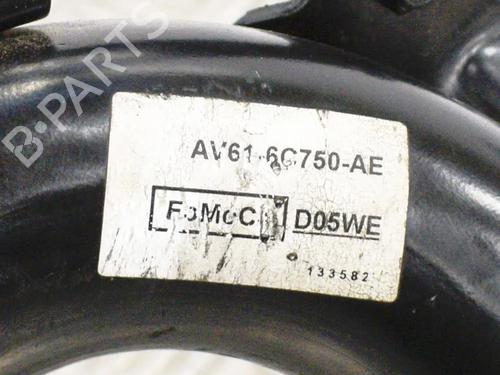 B-PARTS
AV61-6C750-AE
FoMoCo D05WE
133582